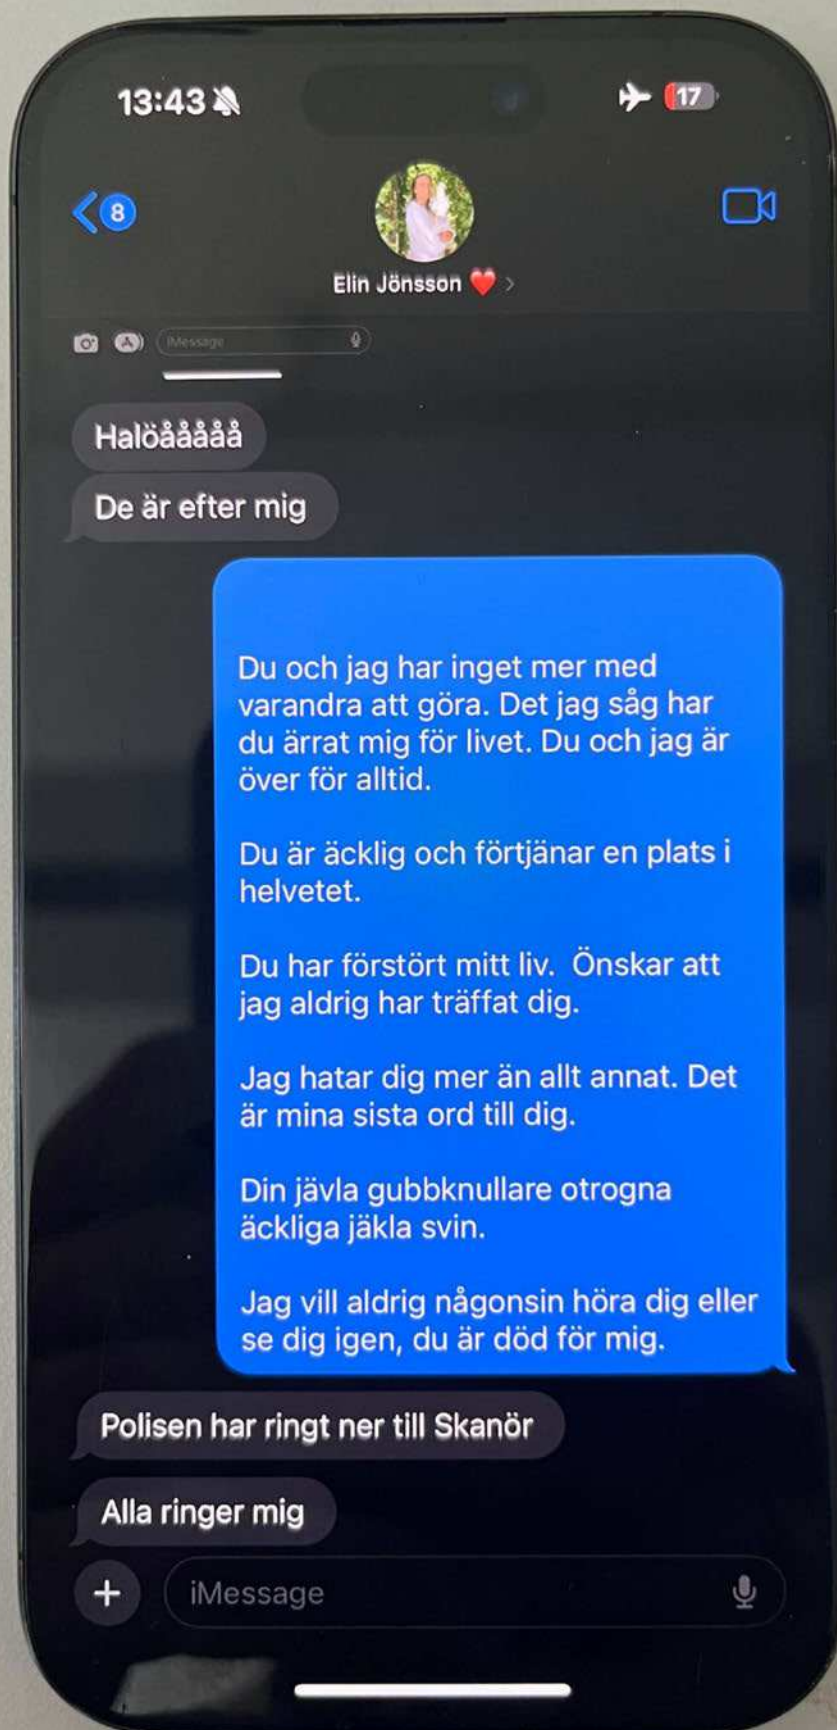 13:43
17
8
Elin Jönsson ❤️ >
iMessage
Halöååååå
De är efter mig
Du och jag har inget mer med
varandra att göra. Det jag såg har
du ärrat mig för livet. Du och jag är
över för alltid.
Du är äcklig och förtjänar en plats i
helvetet.
Du har förstört mitt liv.  Önskar att
jag aldrig har träffat dig.
Jag hatar dig mer än allt annat. Det
är mina sista ord till dig.
Din jävla gubbknullare otrogna
äckliga jäkla svin.
Jag vill aldrig någonsin höra dig eller
se dig igen, du är död för mig.
Polisen har ringt ner till Skanör
Alla ringer mig
iMessage